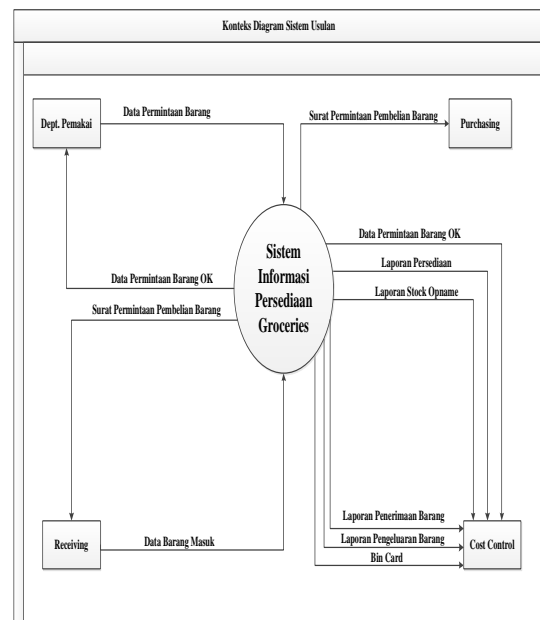 Konteks Diagram Sistem Usulan
Data Permintaan Barang
Surat Permintaan Pembelian Barang
Dept. Pemakai
Purchasing
Data Permintaan Barang OK
Sistem
Informasi
Persediaan
Groceries
Laporan Persediaan
Data Permintaan Barang OK
Laporan Stock Opname
Surat Permintaan Pembelian Barang
Laporan Penerimaan Barang
Laporan Pengeluaran Barang
Receiving
Data Barang Masuk
Cost Control
Bin Card